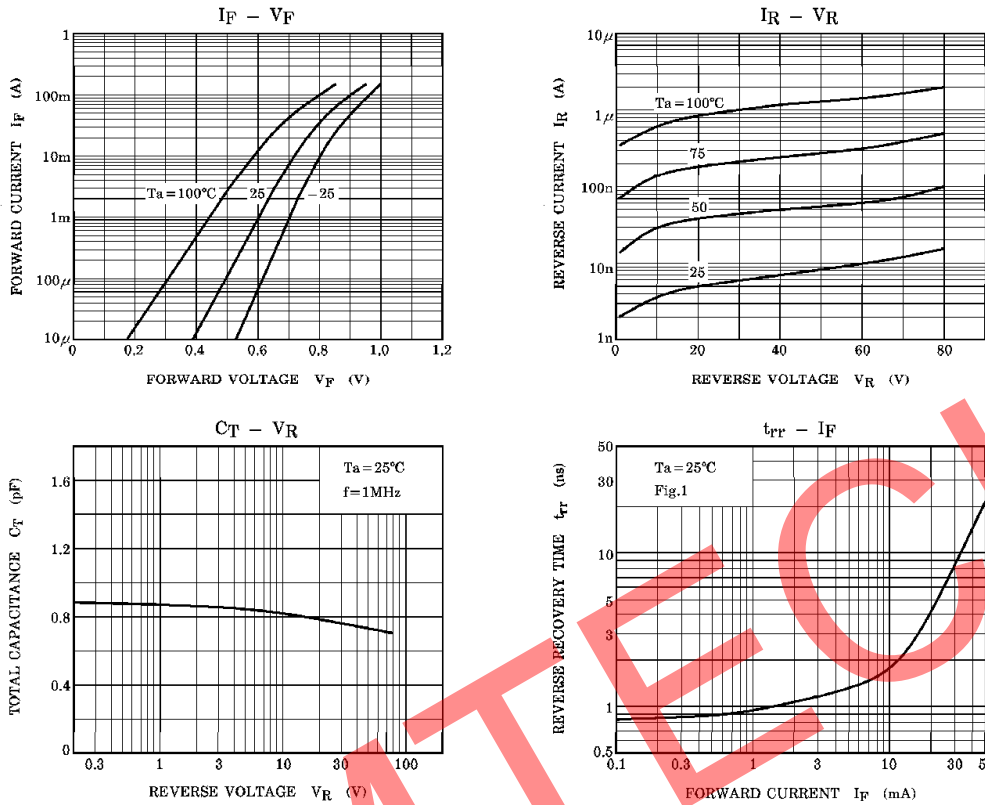 IF – VF
FORWARD CURRENT IF (A)
1
100m
10m
1m
100μ
10μ
Ta=100℃
25
−25
0
0.2
0.4
0.6
0.8
1.0
1.2
FORWARD VOLTAGE VF (V)
IR – VR
REVERSE CURRENT IR (A)
10μ
1μ
100n
10n
1n
Ta=100℃
75
50
25
0
20
40
60
80
REVERSE VOLTAGE VR (V)
CT – VR
TOTAL CAPACITANCE CT (pF)
1.6
1.2
0.8
0.4
0
Ta=25℃
f=1MHz
0.3
1
3
10
30
100
REVERSE VOLTAGE VR (V)
trr – IF
REVERSE RECOVERY TIME trr (ns)
50
30
10
5
3
1
0.5
Ta=25℃
Fig.1
0.1
0.3
1
3
10
30
FORWARD CURRENT IF (mA)